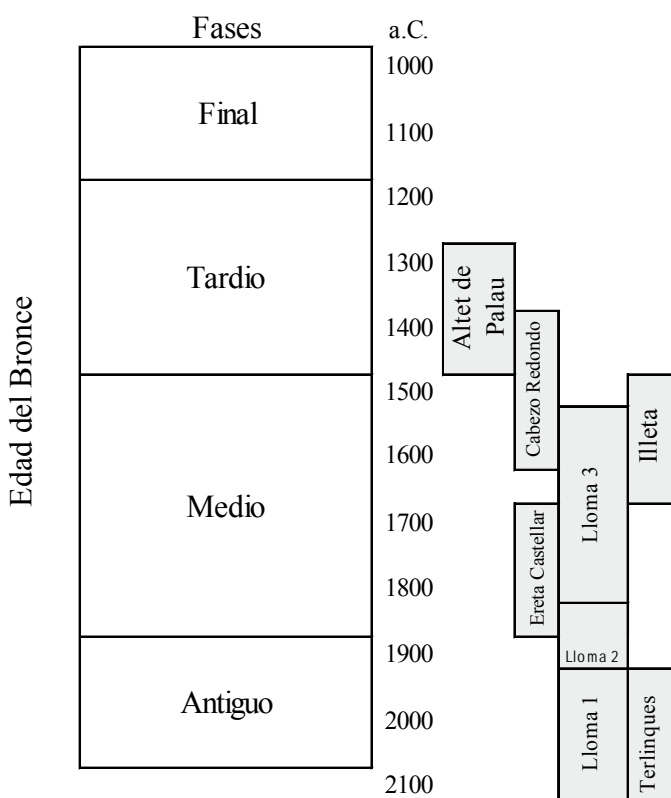 Fases
a.C.
Edad del Bronce
Final
Tardio
Medio
Antiguo
1000
1100
1200
1300
1400
1500
1600
1700
1800
1900
2000
2100
Altet de
Palau
Cabezo Redondo
Ereta Castellar
Lloma 3
Lloma 2
Lloma 1
Illeta
Terlinques